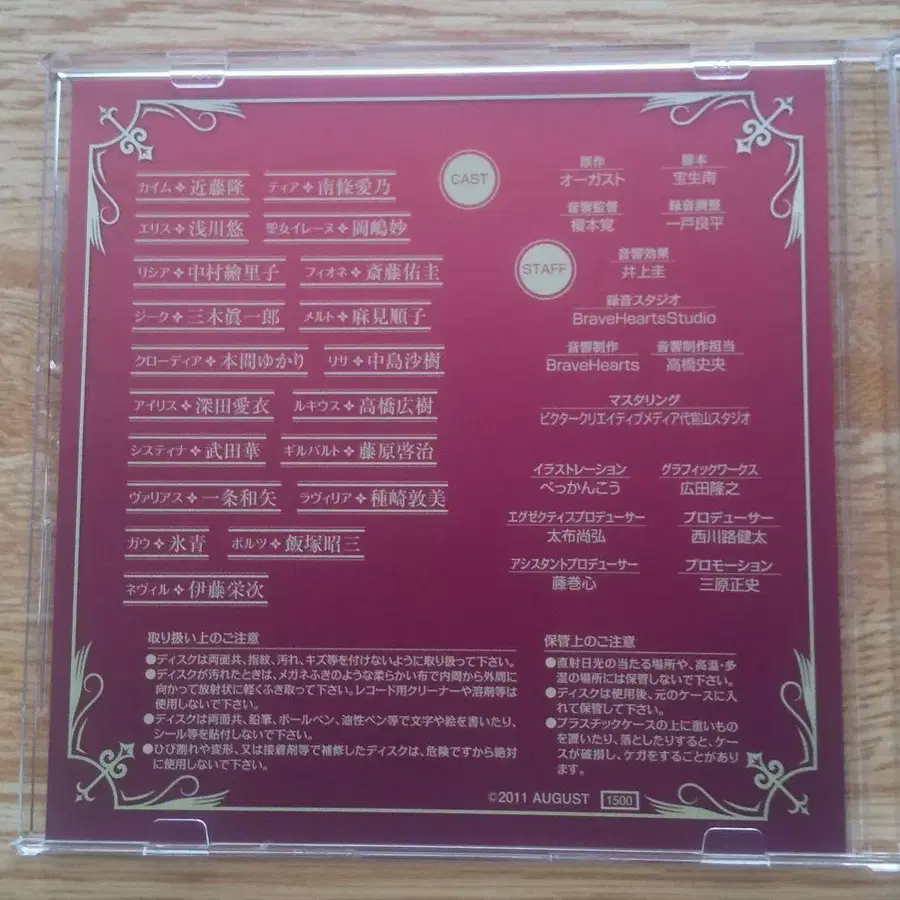 CAST
カイム❖近藤隆　ティア❖南條愛乃
エリス❖浅川悠　聖女イレーヌ❖岡嶋妙
リシア❖中村繪里子　フィオネ❖斎藤佑圭
ジーク❖三木眞一郎　メルト❖麻見順子
クローディア❖本間ゆかり　リサ❖中島沙樹
アイリス❖深田愛衣　ルキウス❖高橋広樹
システィナ❖武田華　ギルバルト❖藤原啓治
ヴァリアス❖一条和矢　ラヴィリア❖種崎敦美
ガウ❖氷青　ボルツ❖飯塚昭三
ネヴィル❖伊藤栄次
STAFF
原作　脚本
オーガスト　宝生南
音響監督　録音調整
榎本覚　一戸良平
音響効果
井上圭
録音スタジオ
BraveHeartsStudio
音響制作　音響制作担当
BraveHearts　高橋史央
マスタリング
ビクタークリエイティブメディア代官山スタジオ
イラストレーション　グラフィックワークス
べっかんこう　広田隆之
エグゼクティブプロデューサー　プロデューサー
太布尚弘　西川路健太
アシスタントプロデューサー　プロモーション
藤巻心　三原正史
取り扱い上のご注意
●ディスクは両面共、指紋、汚れ、キズ等を付けないように取り扱って下さい。
●ディスクが汚れたときは、メガネふきのような柔らかい布で内周から外周に
向かって放射状に軽くふき取って下さい。レコード用クリーナーや溶剤等は
使用しないで下さい。
●ディスクは両面共、鉛筆、ボールペン、油性ペン等で文字や絵を書いたり、
シール等を貼付しないで下さい。
●ひび割れや変形、又は接着剤等で補修したディスクは、危険ですから絶対
に使用しないで下さい。
保管上のご注意
●直射日光の当たる場所や、高温・多
湿の場所には保管しないで下さい。
●ディスクは使用後、元のケースに入
れて保管して下さい。
●プラスチックケースの上に重いもの
を置いたり、落としたりすると、ケー
スが破損し、ケガをすることがあり
ます。
©2011 AUGUST 1500